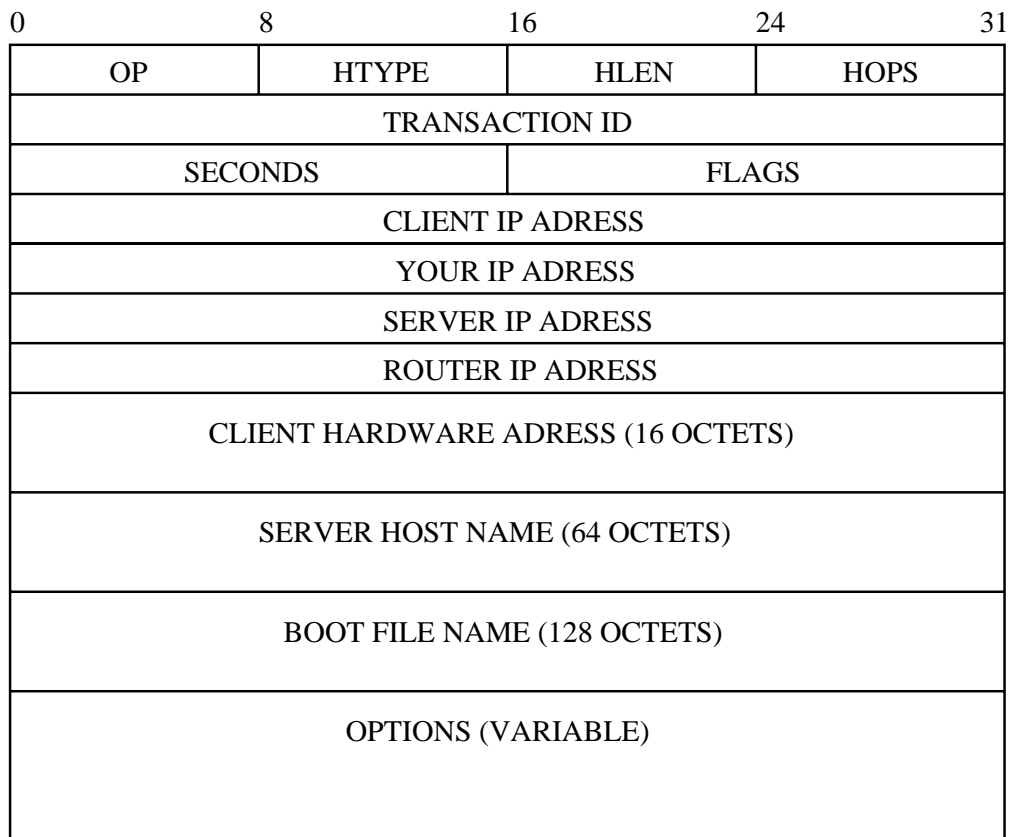 0 8 16 24 31
OP HTYPE HLEN HOPS
TRANSACTION ID
SECONDS FLAGS
CLIENT IP ADRESS
YOUR IP ADRESS
SERVER IP ADRESS
ROUTER IP ADRESS
CLIENT HARDWARE ADRESS (16 OCTETS)
SERVER HOST NAME (64 OCTETS)
BOOT FILE NAME (128 OCTETS)
OPTIONS (VARIABLE)